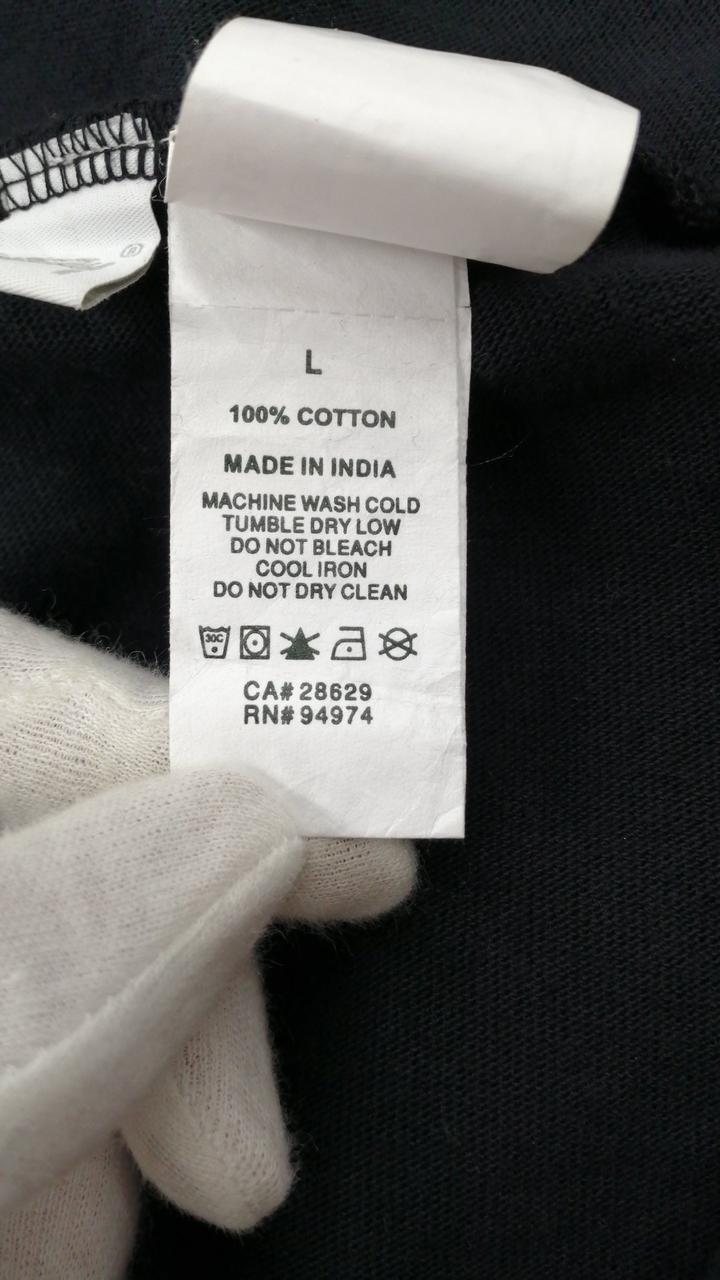 ®
L
100% COTTON
MADE IN INDIA
MACHINE WASH COLD
TUMBLE DRY LOW
DO NOT BLEACH
COOL IRON
DO NOT DRY CLEAN
30C
CA# 28629
RN# 94974